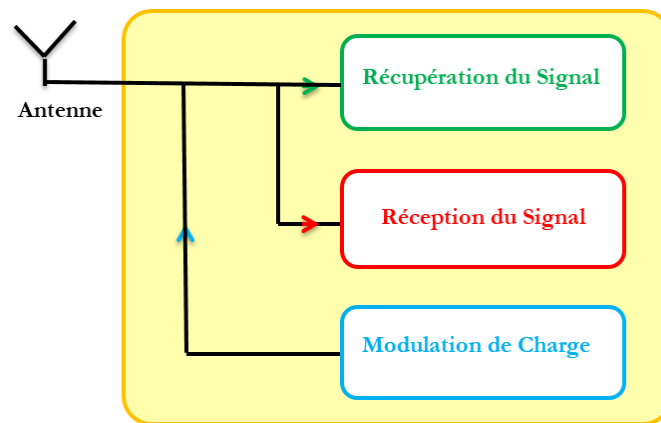 Récupération du Signal
Antenne
Réception du Signal
Modulation de Charge